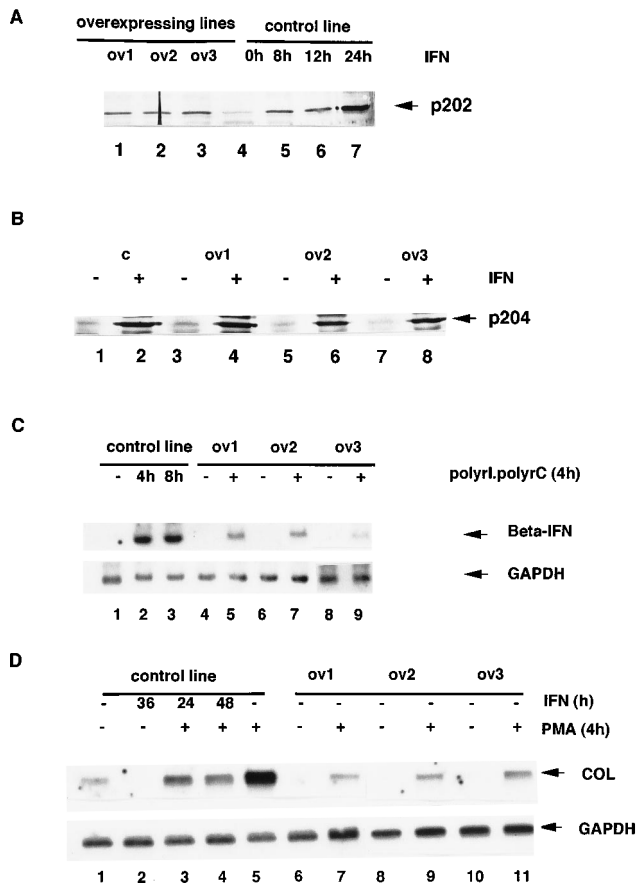 A
overexpressing lines control line
ov1 ov2 ov3 0h 8h 12h 24h IFN
p202
1 2 3 4 5 6 7
B
c ov1 ov2 ov3
- + - + - + - + IFN
p204
1 2 3 4 5 6 7 8
C
control line ov1 ov2 ov3
- 4h 8h - + - + - + polyrI.polyrC (4h)
Beta-IFN
GAPDH
1 2 3 4 5 6 7 8 9
D
control line ov1 ov2 ov3
- 36 24 48 - - - - - - - IFN (h)
- - + + + - + - + - + PMA (4h)
COL
GAPDH
1 2 3 4 5 6 7 8 9 10 11